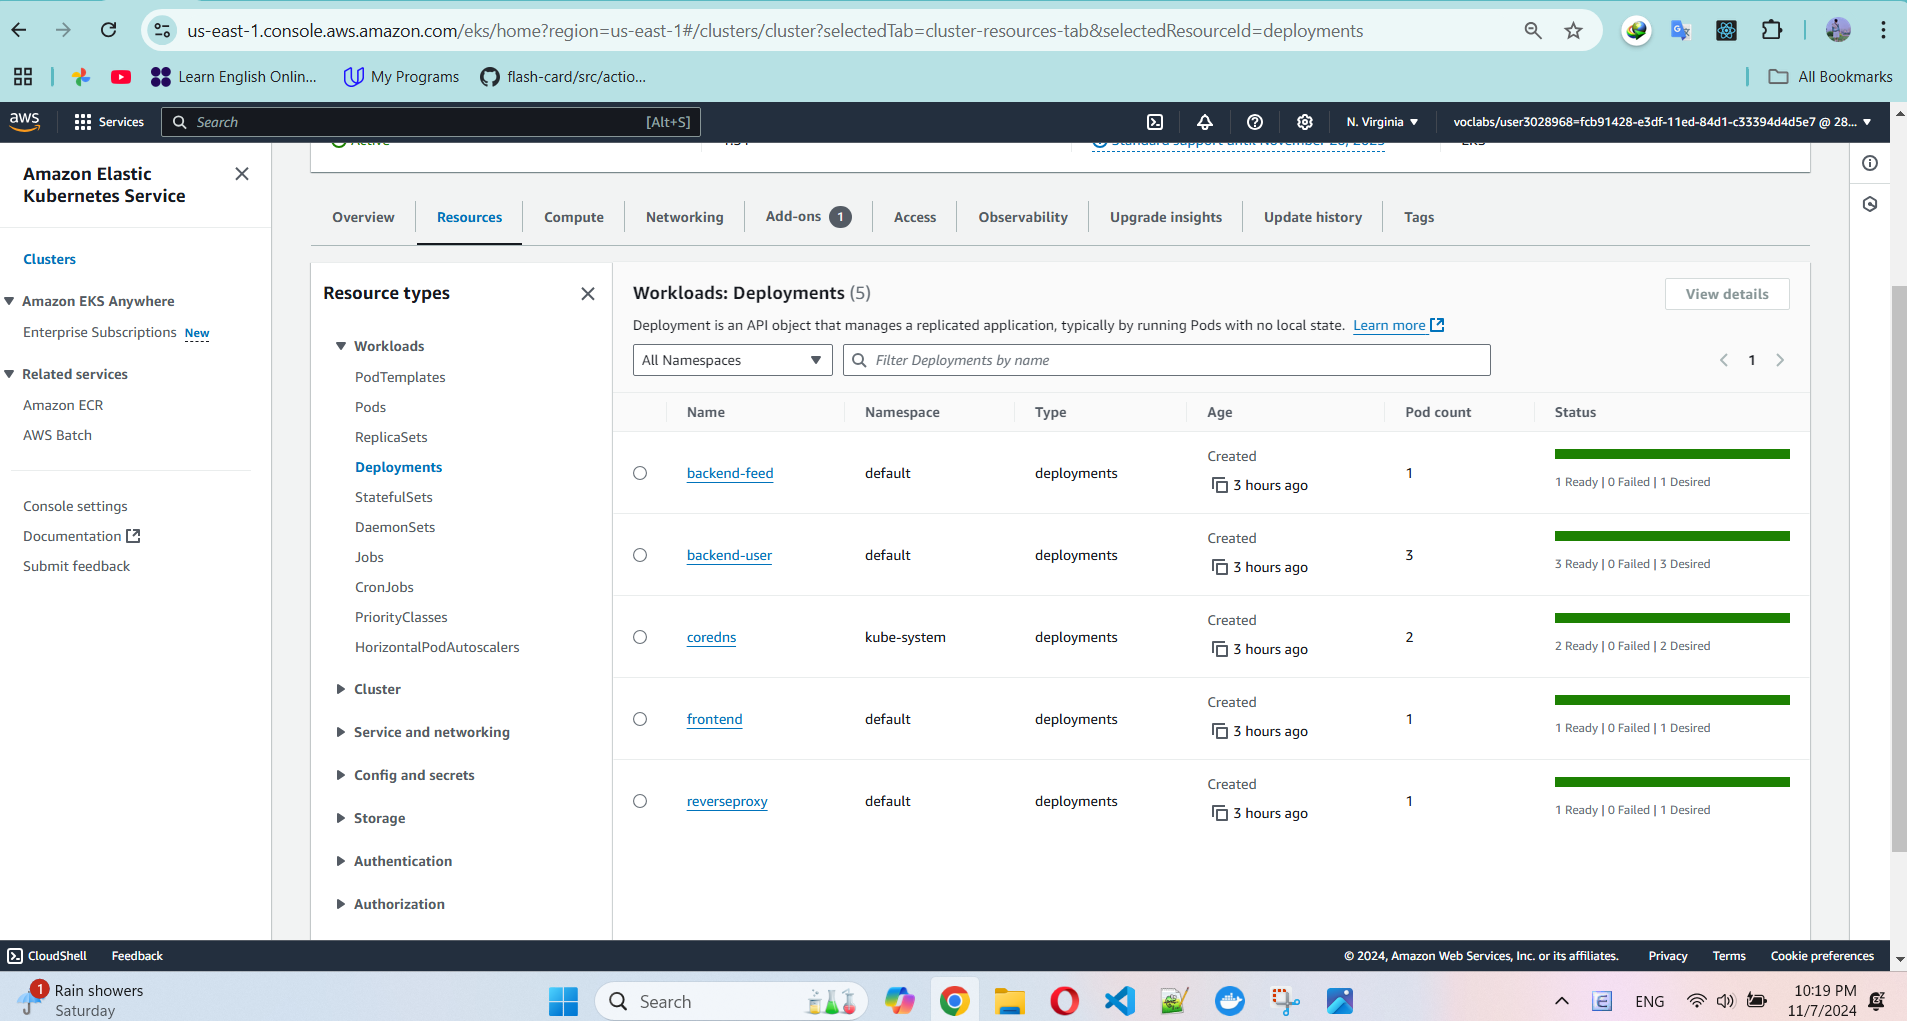 us-east-1.console.aws.amazon.com/eks/home?region=us-east-1#/clusters/cluster?selectedTab=cluster-resources-tab&selectedResourceId=deployments
Learn English Onlin...
My Programs
flash-card/src/actio...
All Bookmarks
aws
Services
Search
[Alt+S]
N. Virginia
voclabs/user3028968=fcb91428-e3df-11ed-84d1-c33394d4d5e7 @ 28...
Amazon Elastic
Kubernetes Service
Clusters
Amazon EKS Anywhere
Enterprise Subscriptions New
Related services
Amazon ECR
AWS Batch
Console settings
Documentation
Submit feedback
Active
Standard support until November 26, 2025
EKS
Overview
Resources
Compute
Networking
Add-ons 1
Access
Observability
Upgrade insights
Update history
Tags
Resource types
Workloads
PodTemplates
Pods
ReplicaSets
Deployments
StatefulSets
DaemonSets
Jobs
CronJobs
PriorityClasses
HorizontalPodAutoscalers
Cluster
Service and networking
Config and secrets
Storage
Authentication
Authorization
Workloads: Deployments (5)
View details
Deployment is an API object that manages a replicated application, typically by running Pods with no local state. Learn more
All Namespaces
Filter Deployments by name
1
Name Namespace Type Age Pod count Status
backend-feed default deployments Created 3 hours ago 1 1 Ready | 0 Failed | 1 Desired
backend-user default deployments Created 3 hours ago 3 3 Ready | 0 Failed | 3 Desired
coredns kube-system deployments Created 3 hours ago 2 2 Ready | 0 Failed | 2 Desired
frontend default deployments Created 3 hours ago 1 1 Ready | 0 Failed | 1 Desired
reverseproxy default deployments Created 3 hours ago 1 1 Ready | 0 Failed | 1 Desired
CloudShell
Feedback
© 2024, Amazon Web Services, Inc. or its affiliates.
Privacy
Terms
Cookie preferences
1
Rain showers
Saturday
Search
ENG
10:19 PM
11/7/2024